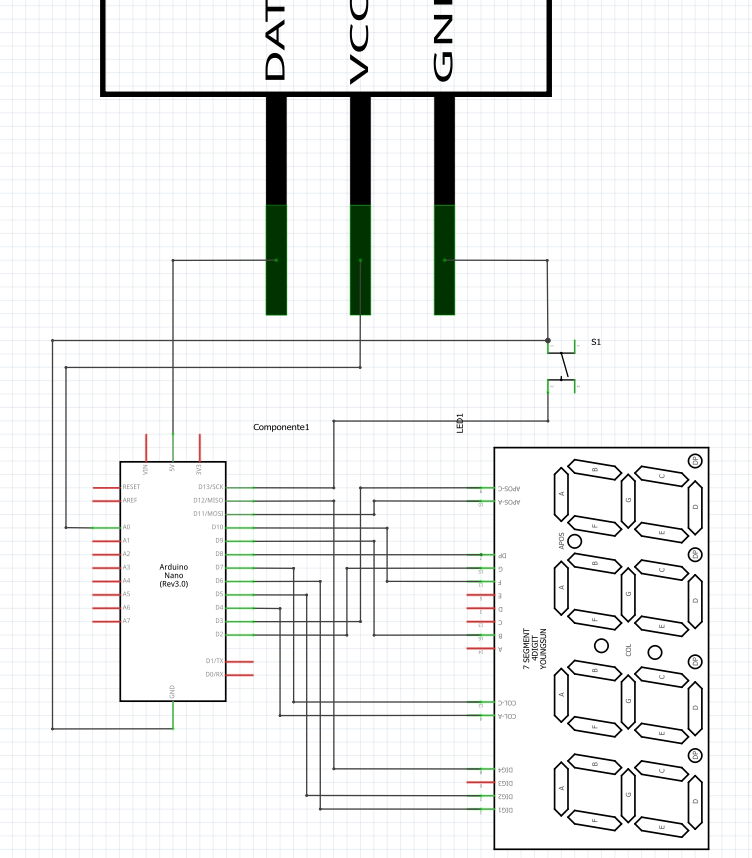 DAT
VCC
GN
S1
LED1
Componente1
VIN
5V
3V3
RESET
AREF
A0
A1
A2
A3
A4
A5
A6
A7
Arduino
Nano
(Rev3.0)
D13/SCK
D12/MISO
D11/MOSI
D10
D9
D8
D7
D6
D5
D4
D3
D2
D1/TX
D0/RX
GND
APOS-C
APOS-A
DP
G
F
E
D
C
B
A
COL-C
COL-A
DIG4
DIG3
DIG2
DIG1
7 SEGMENT
4DIGIT
YOUNGSUN
APOS
COL
A
B
C
D
E
F
G
DP
A
B
C
D
E
F
G
DP
A
B
C
D
E
F
G
DP
A
B
C
D
E
F
G
DP